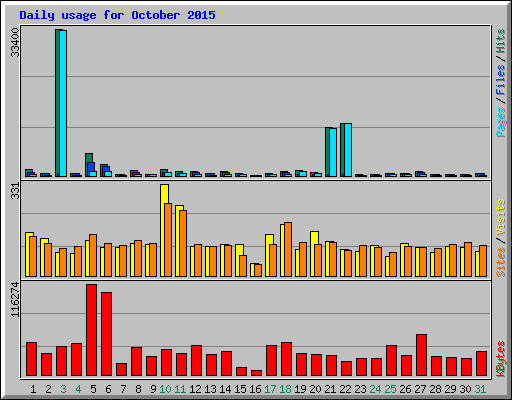 Daily usage for October 2015
33400
Pages / Files / Hits
331
Sites / Visits
116274
KBytes
1 2 3 4 5 6 7 8 9 10 11 12 13 14 15 16 17 18 19 20 21 22 23 24 25 26 27 28 29 30 31